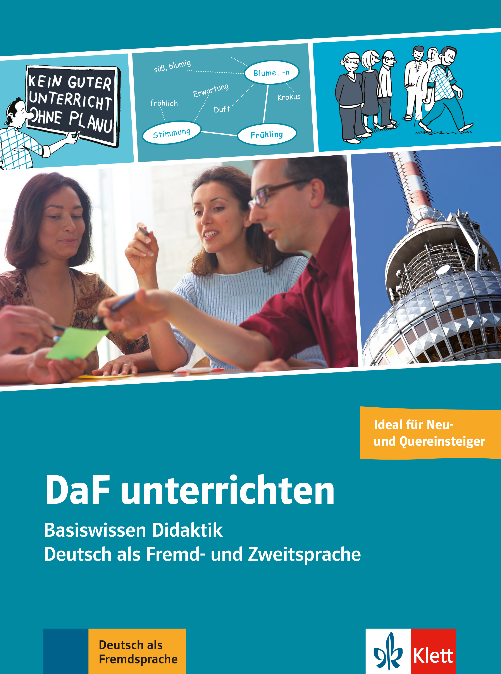 KEIN GUTER
UNTERRICHT
OHNE PLANU
süß, blumig
Blume, -n
Erwartung
fröhlich
Duft
Krokus
Stimmung
Frühling
Ideal für Neu-
und Quereinsteiger
DaF unterrichten
Basiswissen Didaktik
Deutsch als Fremd- und Zweitsprache
Deutsch als
Fremdsprache
Klett